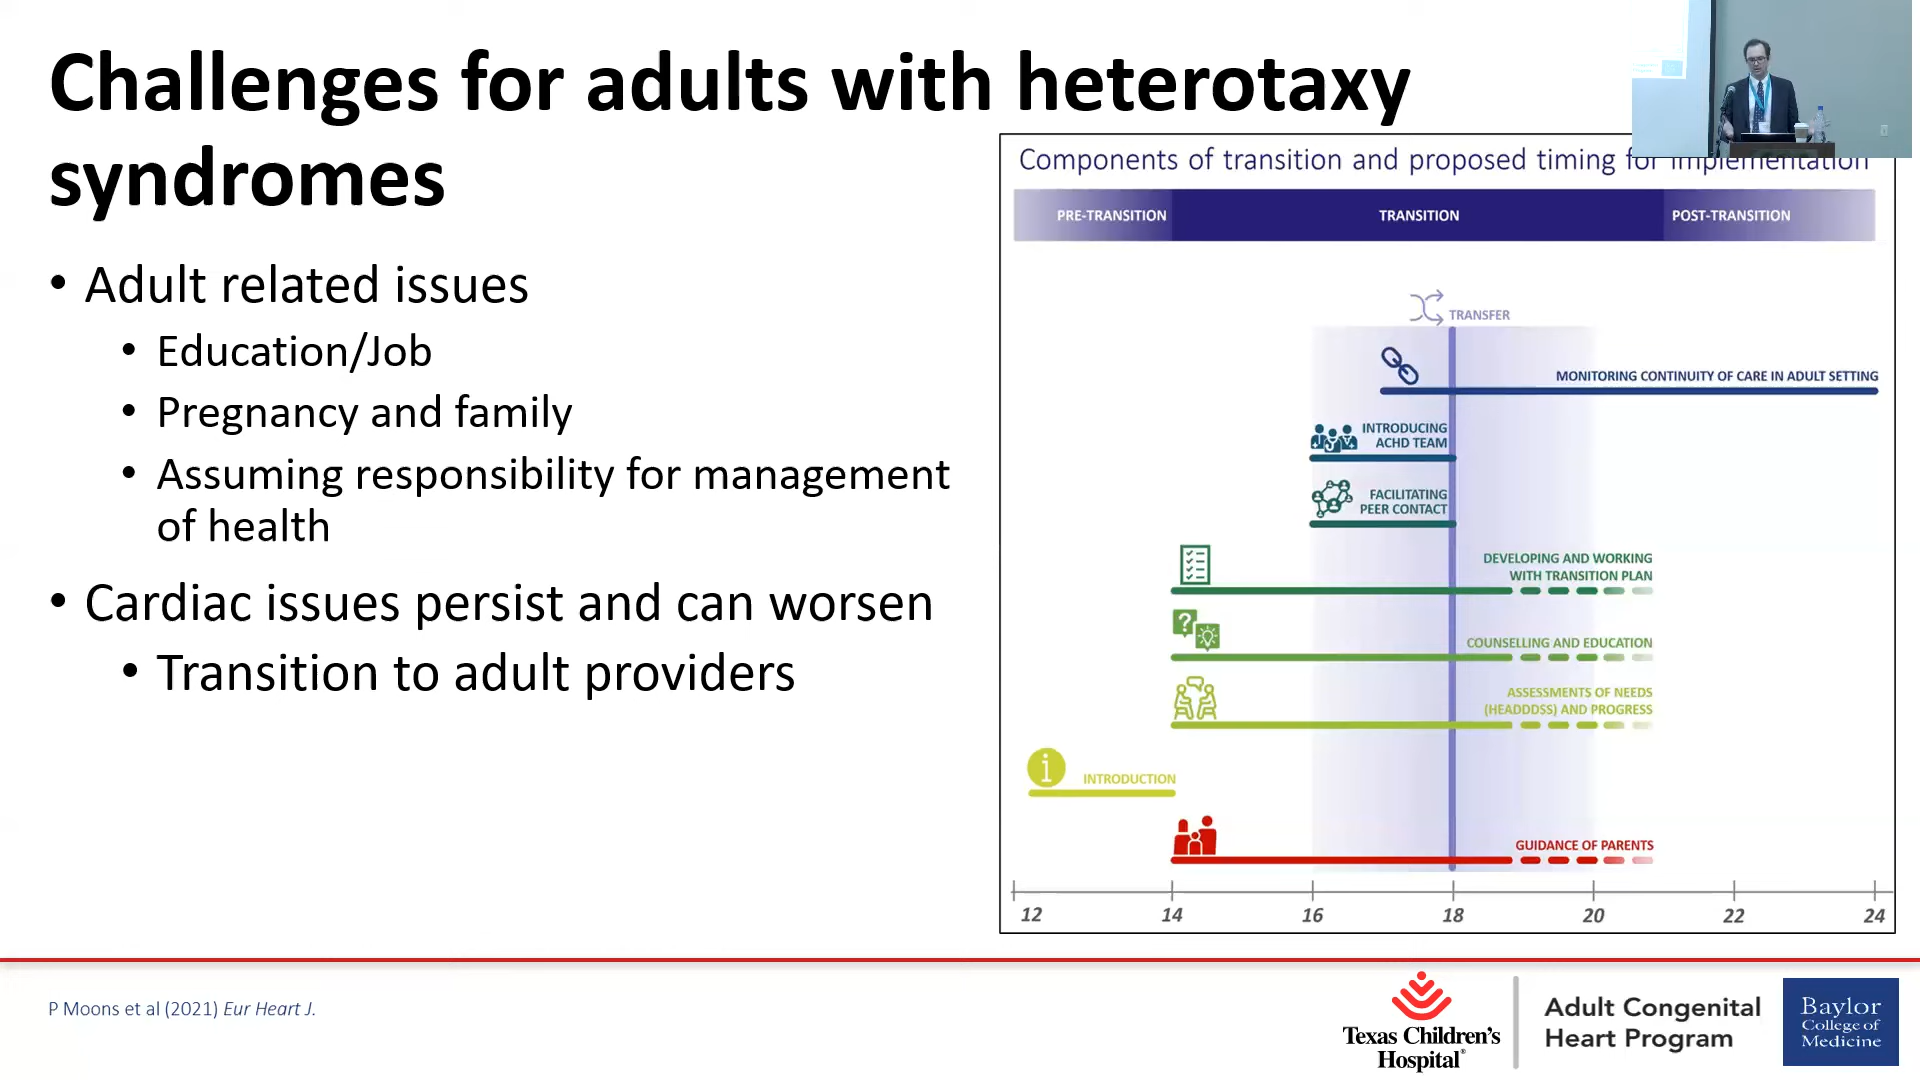 Challenges for adults with heterotaxy
syndromes
• Adult related issues
• Education/Job
• Pregnancy and family
• Assuming responsibility for management
of health
• Cardiac issues persist and can worsen
• Transition to adult providers
Components of transition and proposed timing for implementation
PRE-TRANSITION
TRANSITION
POST-TRANSITION
TRANSFER
MONITORING CONTINUITY OF CARE IN ADULT SETTING
INTRODUCING
ACHD TEAM
FACILITATING
PEER CONTACT
DEVELOPING AND WORKING
WITH TRANSITION PLAN
?
COUNSELLING AND EDUCATION
ASSESSMENTS OF NEEDS
(HEADDDSS) AND PROGRESS
i
INTRODUCTION
GUIDANCE OF PARENTS
12 14 16 18 20 22 24
P Moons et al (2021) Eur Heart J.
Texas Children's
Hospital®
Adult Congenital
Heart Program
Baylor
College of
Medicine